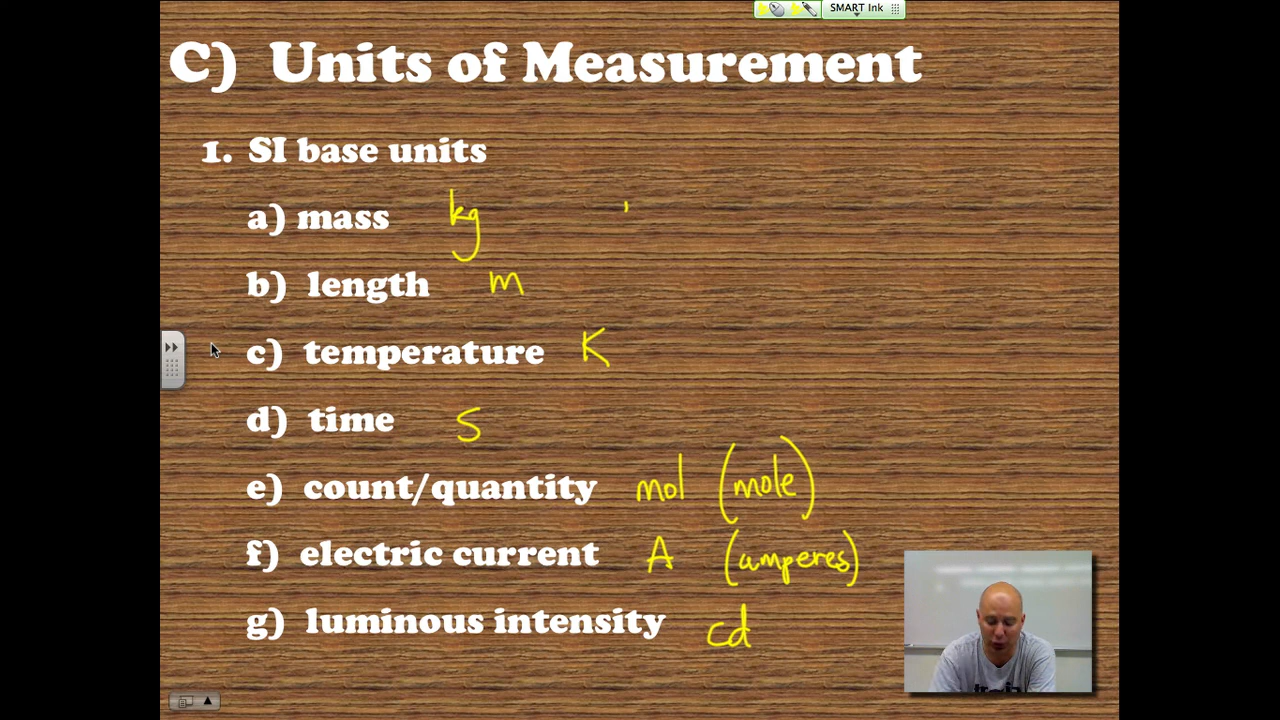 SMART Ink
C) Units of Measurement
1. SI base units
a) mass kg
b) length m
c) temperature K
d) time s
e) count/quantity mol (mole)
f) electric current A (amperes)
g) luminous intensity cd